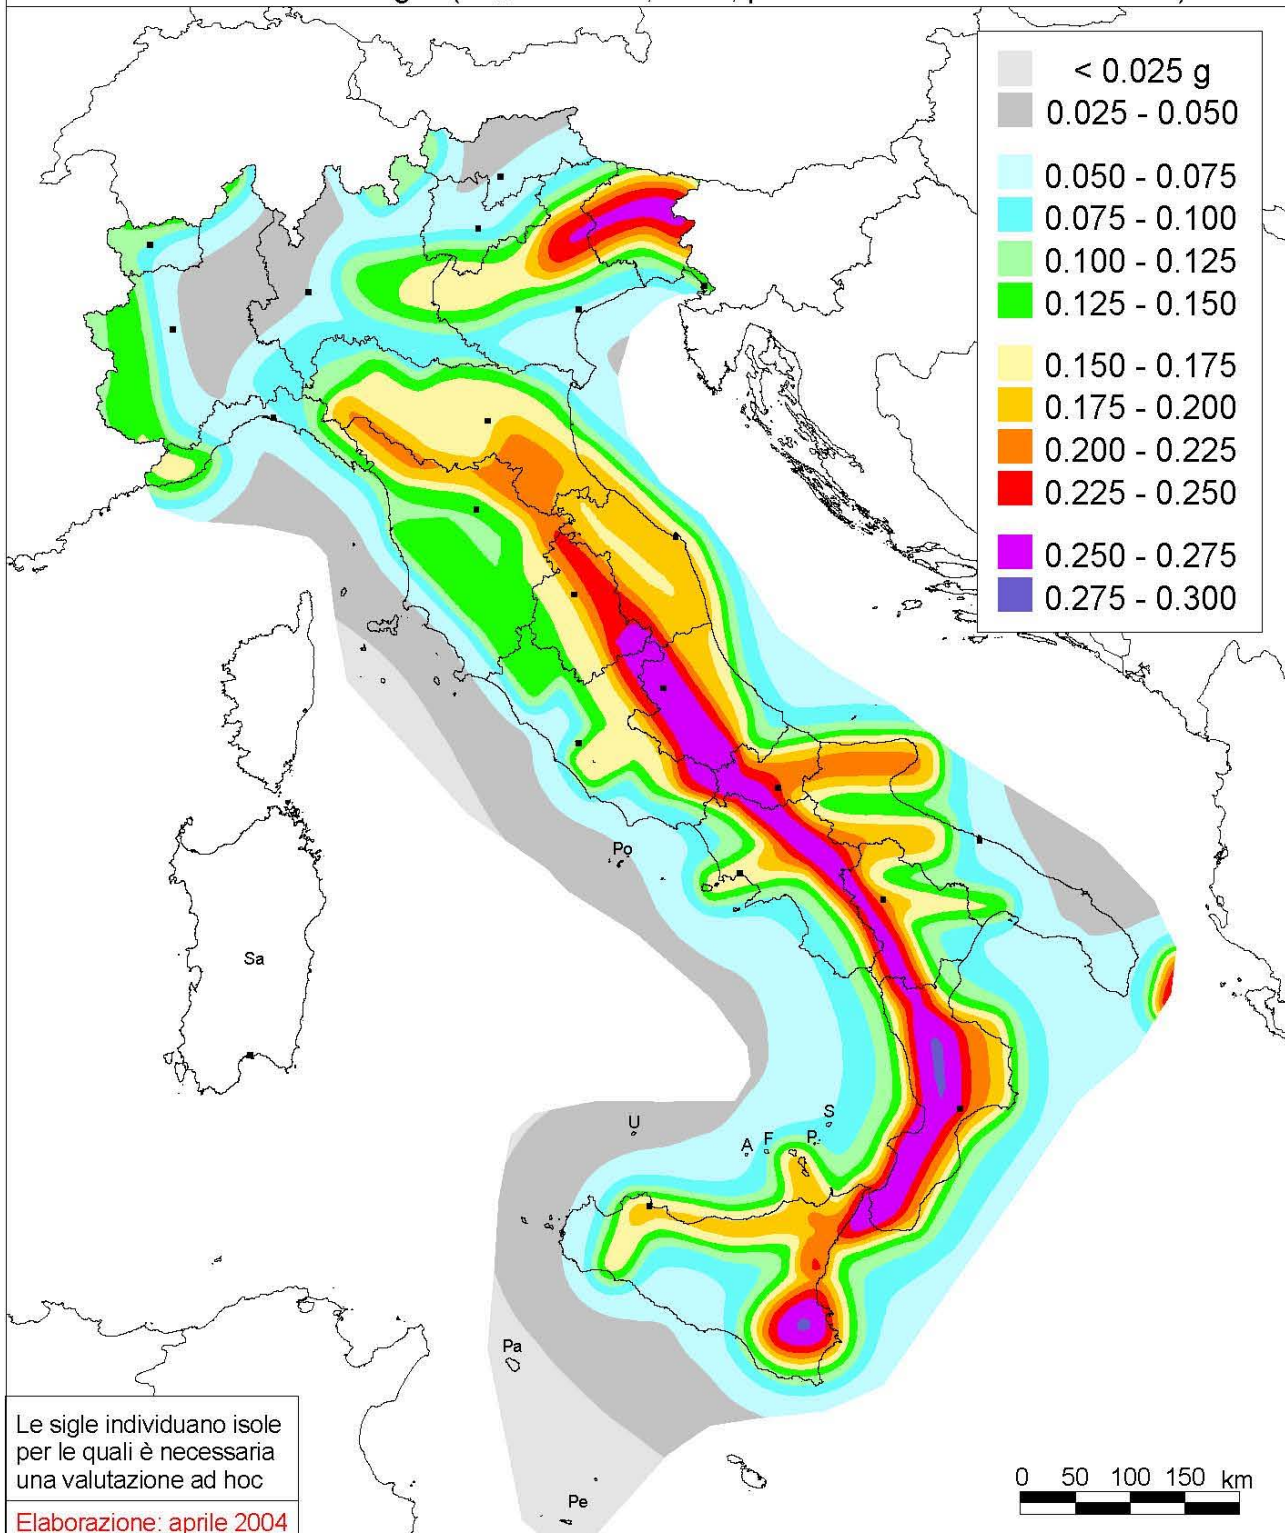 < 0.025 g
0.025 - 0.050
0.050 - 0.075
0.075 - 0.100
0.100 - 0.125
0.125 - 0.150
0.150 - 0.175
0.175 - 0.200
0.200 - 0.225
0.225 - 0.250
0.250 - 0.275
0.275 - 0.300
Po
Sa
U
S
A
F
P
Pa
Pe
Le sigle individuano isole
per le quali è necessaria
una valutazione ad hoc
Elaborazione: aprile 2004
0 50 100 150 km